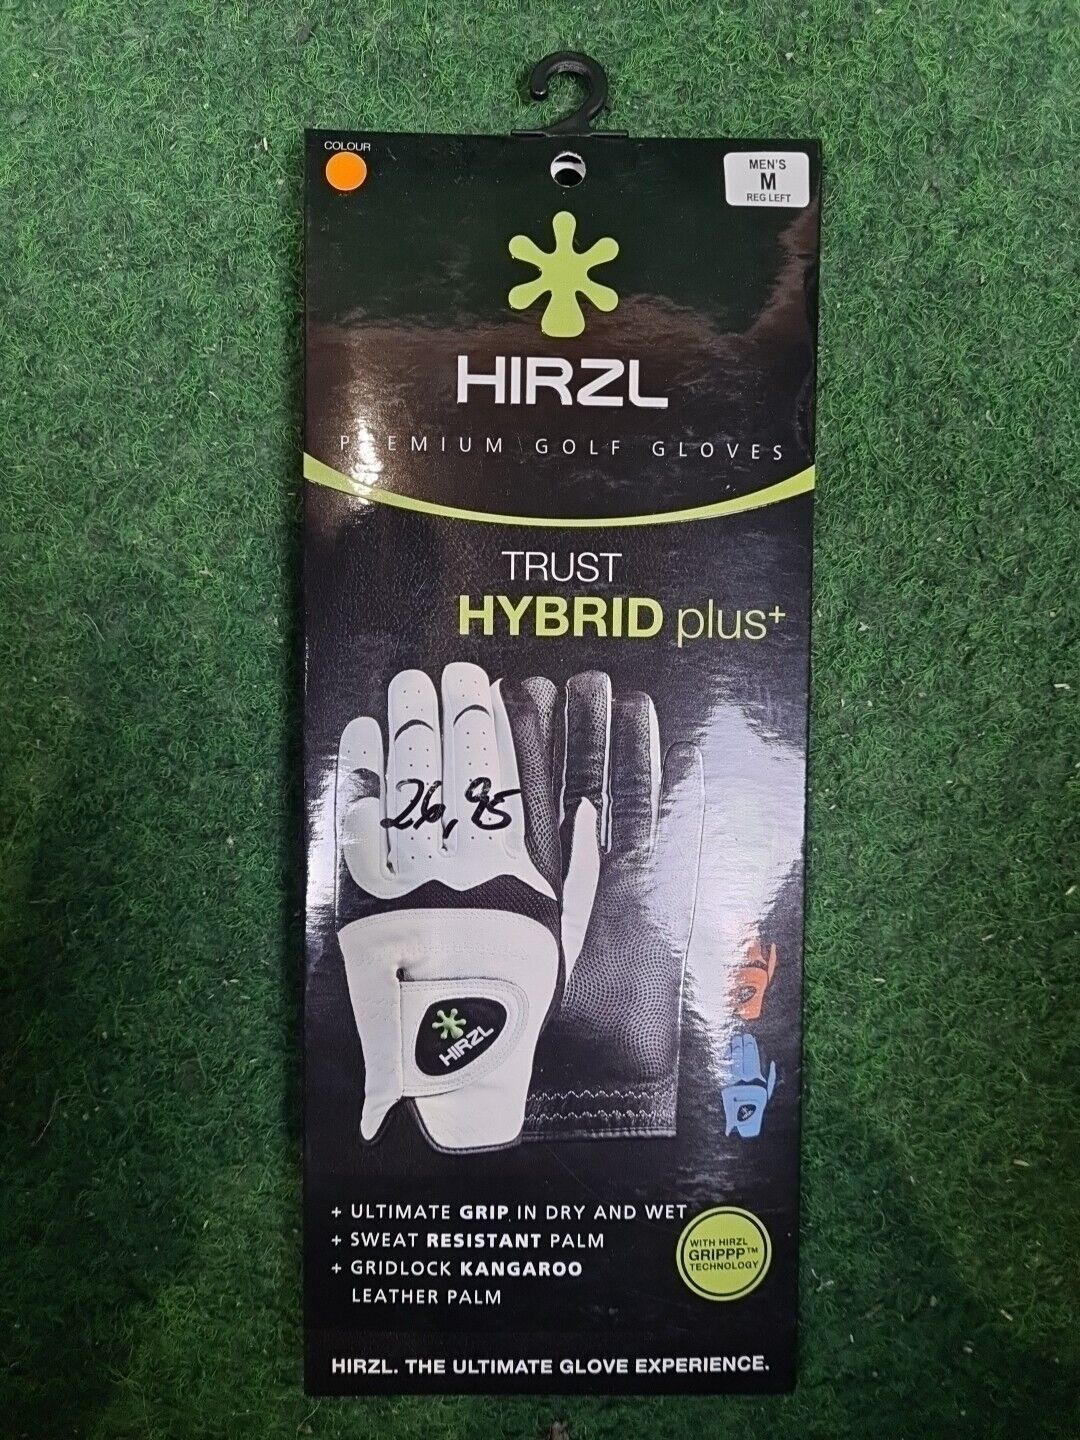 COLOUR
MEN'S
M
REG LEFT
HIRZL
PREMIUM GOLF GLOVES
TRUST
HYBRID plus+
26,95
HIRZL
+ ULTIMATE GRIP IN DRY AND WET
+ SWEAT RESISTANT PALM
+ GRIDLOCK KANGAROO
LEATHER PALM
WITH HIRZL
GRIPPP™
TECHNOLOGY
HIRZL. THE ULTIMATE GLOVE EXPERIENCE.